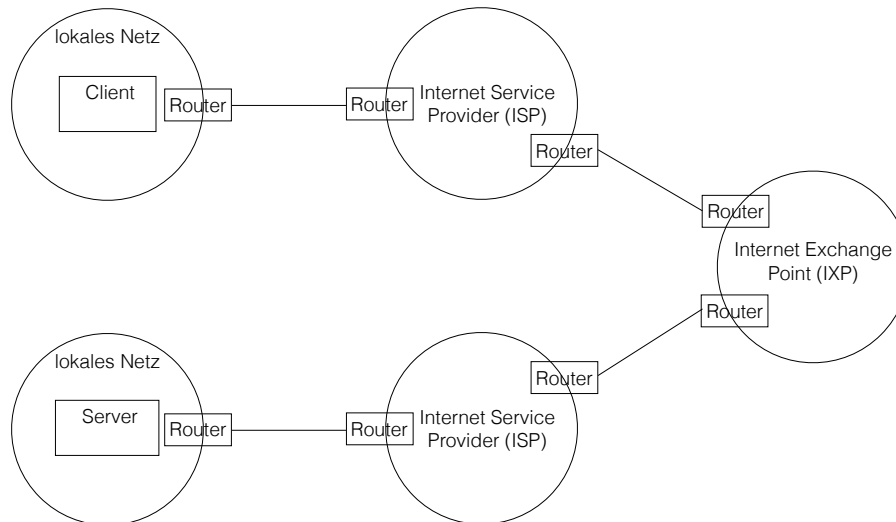 lokales Netz
Client
Router
Router
Internet Service
Provider (ISP)
Router
Router
Internet Exchange
Point (IXP)
Router
lokales Netz
Server
Router
Router
Router
Internet Service
Provider (ISP)